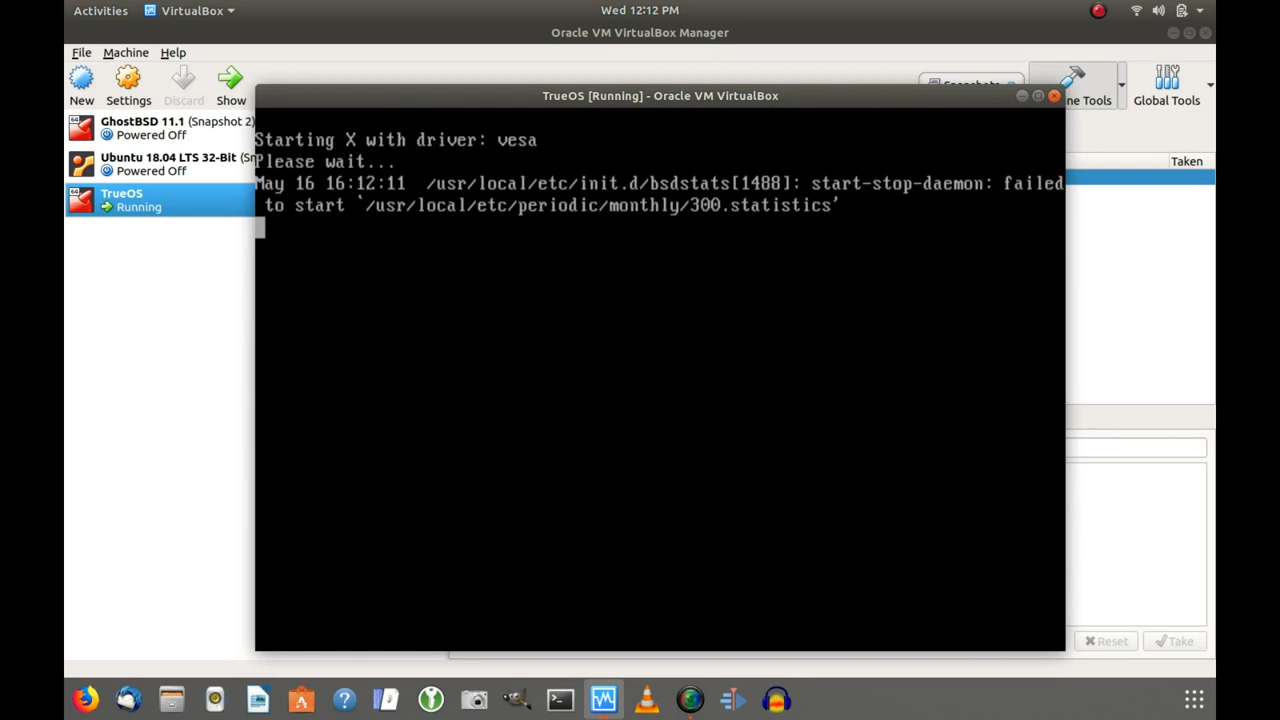 Activities
VirtualBox
Wed 12:12 PM
Oracle VM VirtualBox Manager
File Machine Help
New Settings Discard Show
Global Tools
GhostBSD 11.1 (Snapshot 2)
Powered Off
Ubuntu 18.04 LTS 32-Bit
Powered Off
TrueOS
Running
Taken
TrueOS [Running] - Oracle VM VirtualBox
Starting X with driver: vesa
Please wait...
May 16 16:12:11 /usr/local/etc/init.d/bsdstats[1488]: start-stop-daemon: failed
to start `/usr/local/etc/periodic/monthly/300.statistics'
Reset Take